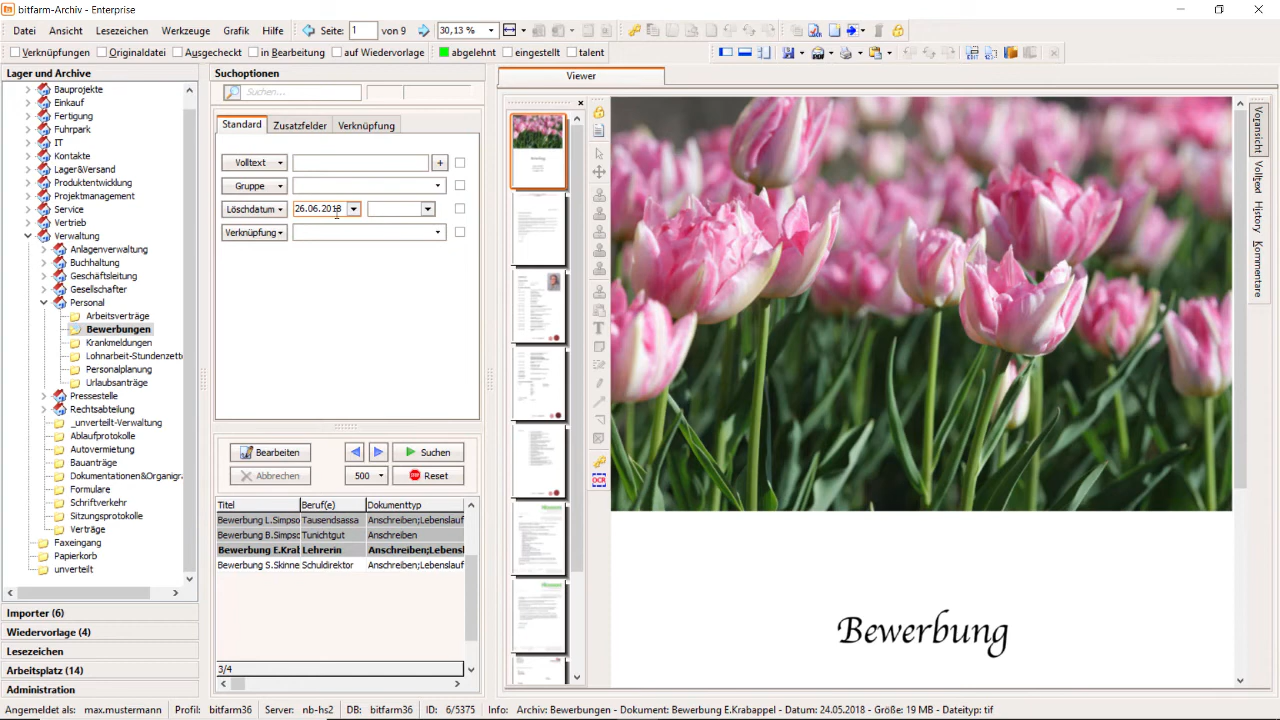 bitfarm-Archiv - Enterprise
Datei Ansicht Lesezeichen Werkzeuge Grafik Hilfe Seite: 1 von 9 30,13 %
Verknüpfungen Originaldatei Ausgecheckt in Bearbeitung auf Wiedervorlage abgelehnt eingestellt talent
Lager und Archive
Bauprojekte
Einkauf
Fertigung
Fuhrpark
IT
Kontakte
Lager&Versand
Produktentwicklung
Projektmanagement
Service
Verwaltung
Anlagenverwaltung
Buchhaltung
Geschäftsleitung
Gesellschafter
Personal
Arbeitsverträge
Bewerbungen
Krankmeldungen
Leiharbeit-Stundenzette
Personalplanung
Urlaubsanträge
Pressestelle
Rechtsabteilung
_unverteilt-Verwaltung
Ablaufprotokolle
Autovermietung
Bauanträge
Dokumentationen&Organigra
Formulare
Schriftverkehr
Sitzungsprotokolle
Verträge
Faxeingang
Papierkorb
unverteilt
Importer (6)
Wiedervorlage (4)
Lesezeichen
Arbeitsplatz (14)
Administration
Suchoptionen
Suchen...
Standard Zusatzfelder Verknüpfung
Volltext +
Gruppe
Löschdatum 26.06.2018
Verknüpfung
Bearbeiten Suchen
Abbrechen 500 Reset
Titel Beruf(e) Dokumenttyp
Bewerbung L.Simpso Tausendsas Anschreiben;Leb
Bewerbung B.Simpso Tunichtgut Anschreiben
Bewerbung E.Krab Lehrerin Anschreiben;
Bewerbung S.Skinne Schuldirektor Anschreiben;Lebenslauf
3/4
Viewer
Bewerbung
OCR
Bewerbung
Voransicht
Volltext
History
Kommentare
Angemeldet als: max.mustermann Profil: bitfarm36 Server: nb-hs2 DB: bitfarm36 ID: 6/5375 Info: Archiv: Bewerbungen - Dokument: Bewerbung E.Krabappel - Datum: 24.05.2018 - Größe: 19 MB - Dateityp: tif